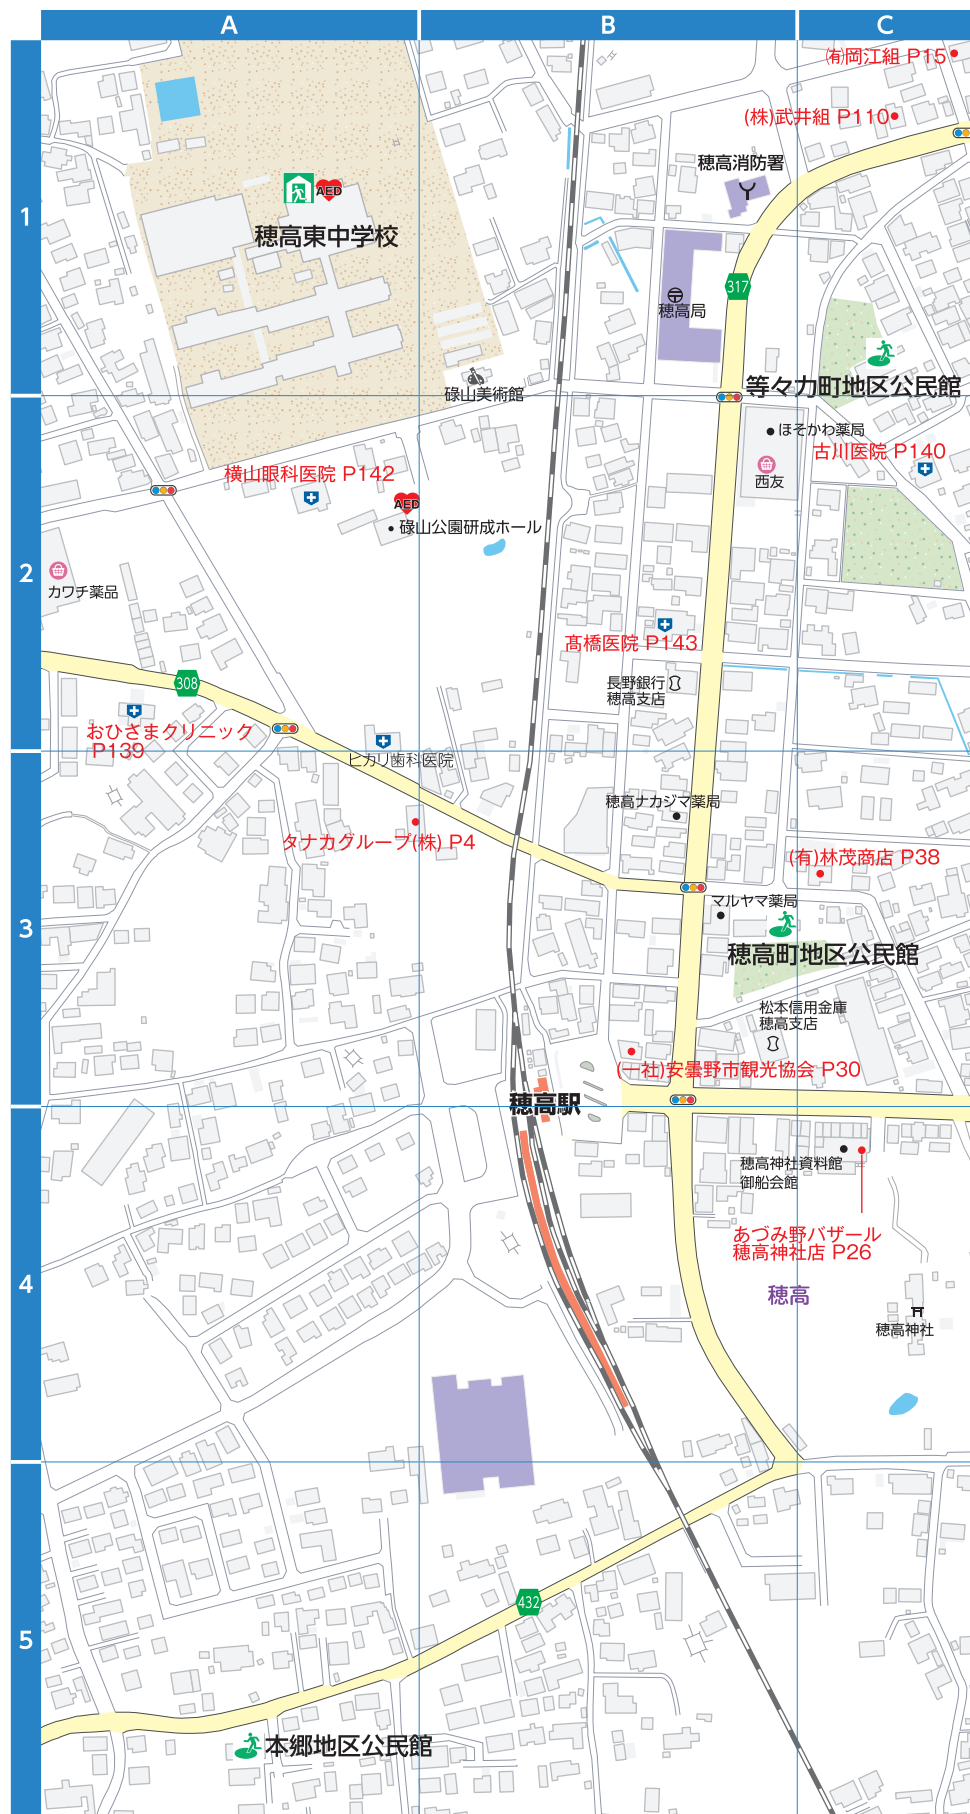 A
B
C
1
2
3
4
5
(有)岡江組 P15
(株)武井組 P110
穂高消防署
AED
穂高東中学校
317
穂高局
碌山美術館
等々力町地区公民館
ほそかわ薬局
古川医院 P140
西友
横山眼科医院 P142
AED
碌山公園研成ホール
カワチ薬品
髙橋医院 P143
長野銀行
穂高支店
308
おひさまクリニック
P139
ヒカリ歯科医院
穂高ナカジマ薬局
タナカグループ(株) P4
(有)林茂商店 P38
マルヤマ薬局
穂高町地区公民館
松本信用金庫
穂高支店
(一社)安曇野市観光協会 P30
穂高駅
穂高神社資料館
御船会館
あづみ野バザール
穂高神社店 P26
穂高
穂高神社
432
本郷地区公民館